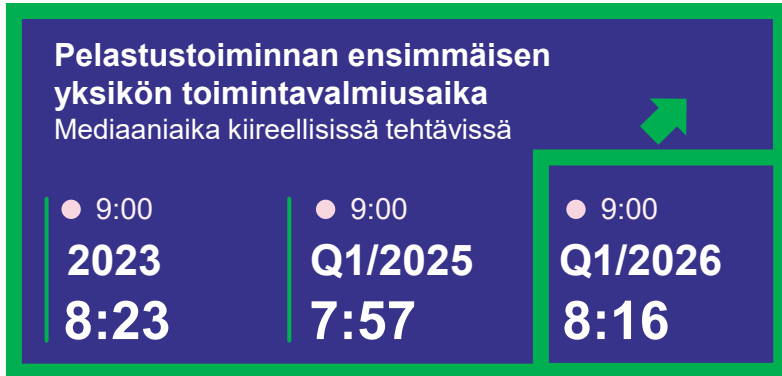 Pelastustoiminnan ensimmäisen
yksikön toimintavalmiusaika
Mediaaniaika kiireellisissä tehtävissä
9:00
2023
8:23
9:00
Q1/2025
7:57
9:00
Q1/2026
8:16